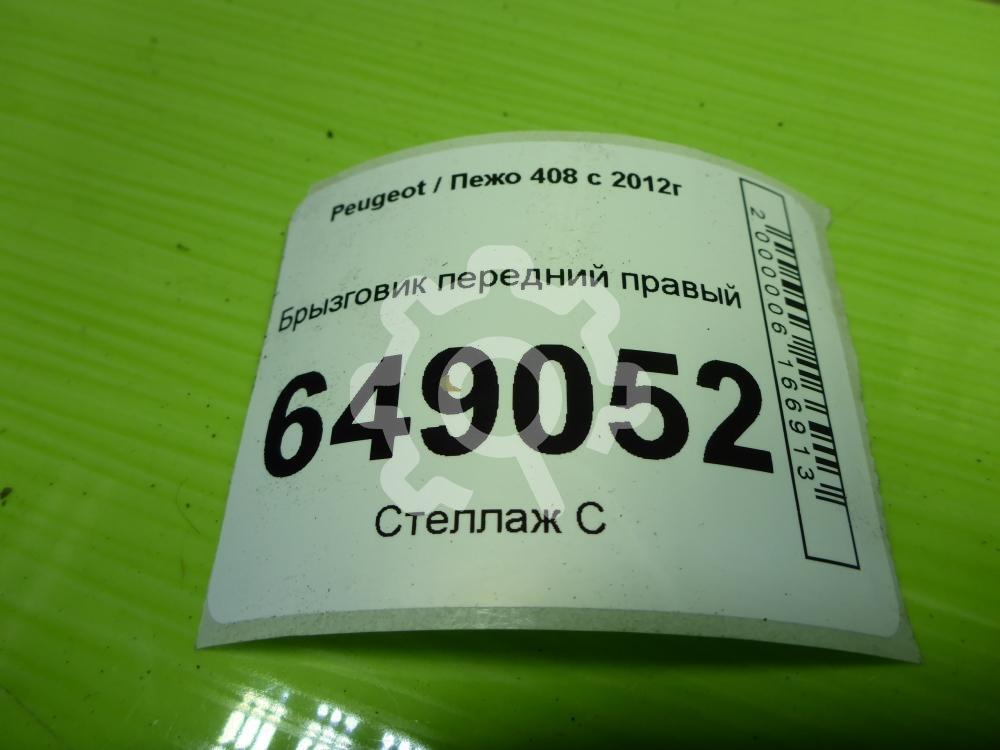 Peugeot / Пежо 408 с 2012г
Брызговик передний правый
649052
Стеллаж С
2000006166913